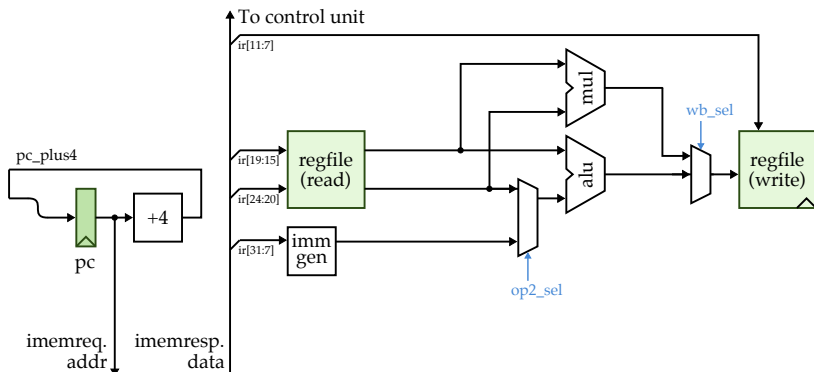 To control unit
ir[11:7]
mul
wb_sel
pc_plus4
ir[19:15]
regfile
(read)
alu
regfile
(write)
ir[24:20]
+4
pc
ir[31:7]
imm
gen
op2_sel
imemreq.
addr
imemresp.
data